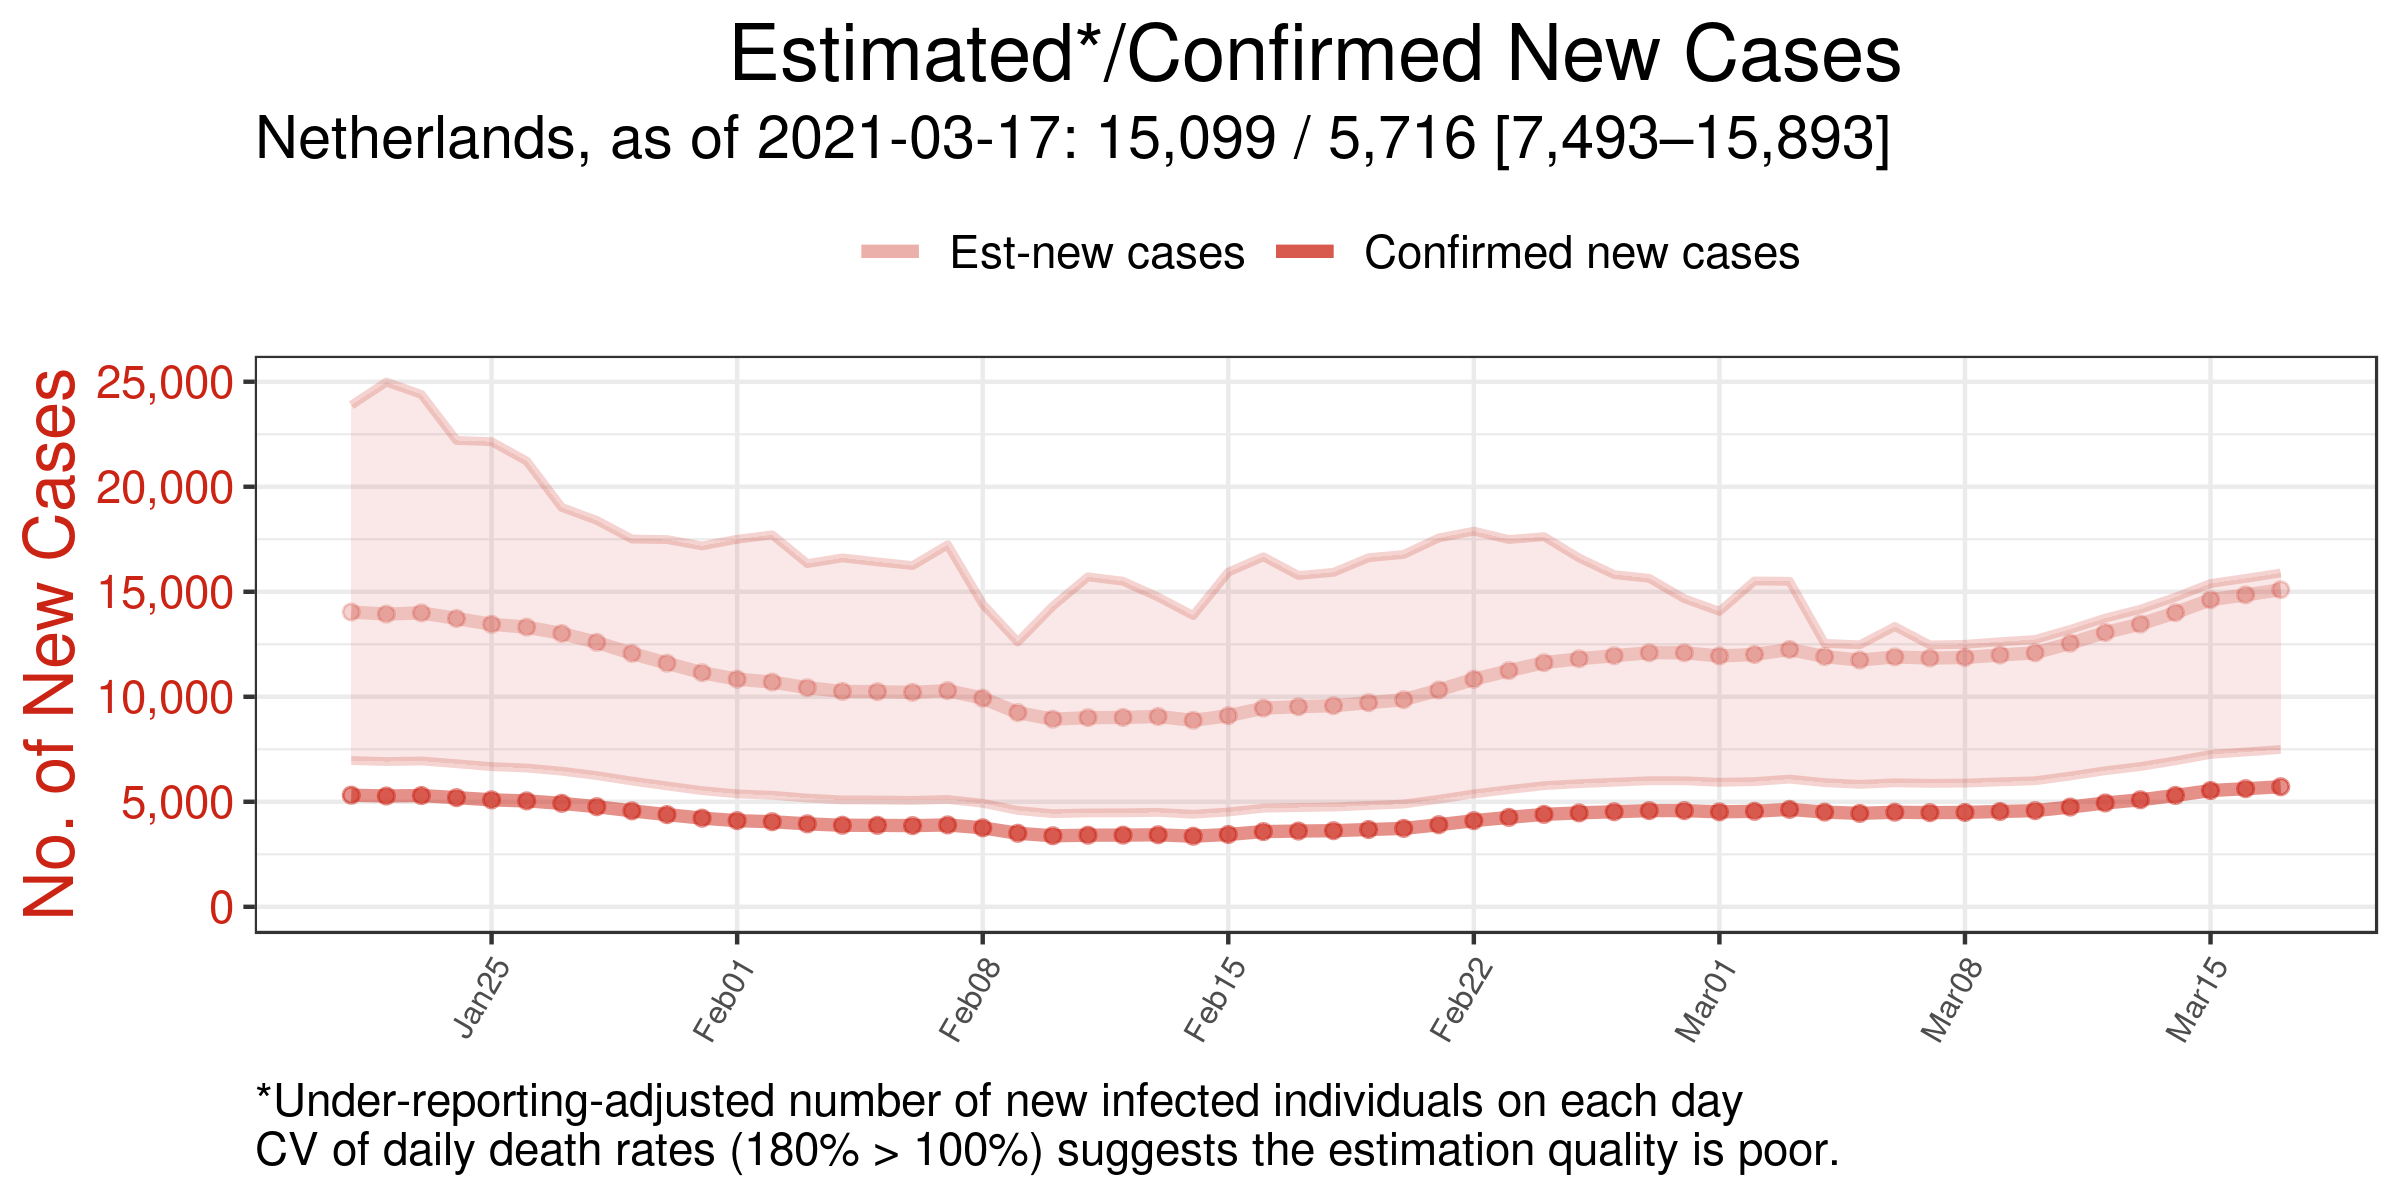 Estimated*/Confirmed New Cases
Netherlands, as of 2021-03-17: 15,099 / 5,716 [7,493–15,893]
Est-new cases
Confirmed new cases
No. of New Cases
25,000
20,000
15,000
10,000
5,000
0
Jan25
Feb01
Feb08
Feb15
Feb22
Mar01
Mar08
Mar15
*Under-reporting-adjusted number of new infected individuals on each day
CV of daily death rates (180% > 100%) suggests the estimation quality is poor.